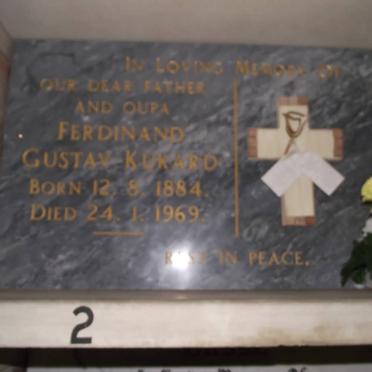 IN LOVING MEMORY OF
OUR DEAR FATHER
AND OUPA
FERDINAND
GUSTAV KUKARD
BORN 12. 8. 1884.
DIED 24. 1. 1969.
REST IN PEACE.
2